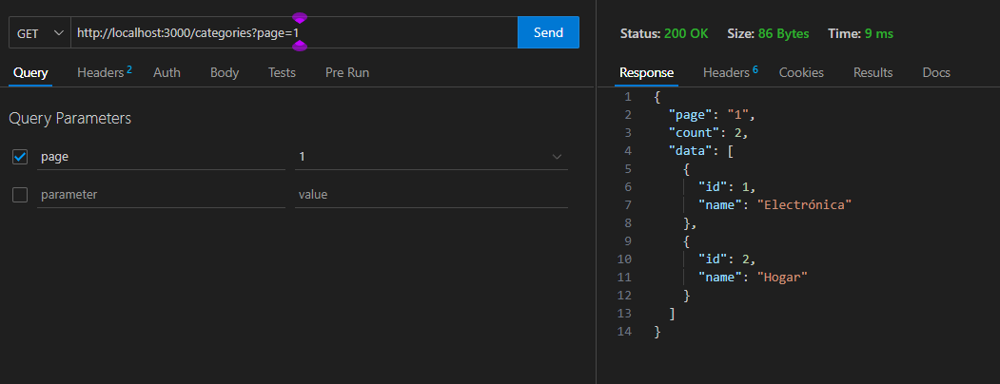 GET http://localhost:3000/categories?page=1 Send
Query Headers 2 Auth Body Tests Pre Run
Query Parameters
page 1
parameter value
Status: 200 OK Size: 86 Bytes Time: 9 ms
Response Headers 6 Cookies Results Docs
1 {
2 "page": "1",
3 "count": 2,
4 "data": [
5 {
6 "id": 1,
7 "name": "Electrónica"
8 },
9 {
10 "id": 2,
11 "name": "Hogar"
12 }
13 ]
14 }